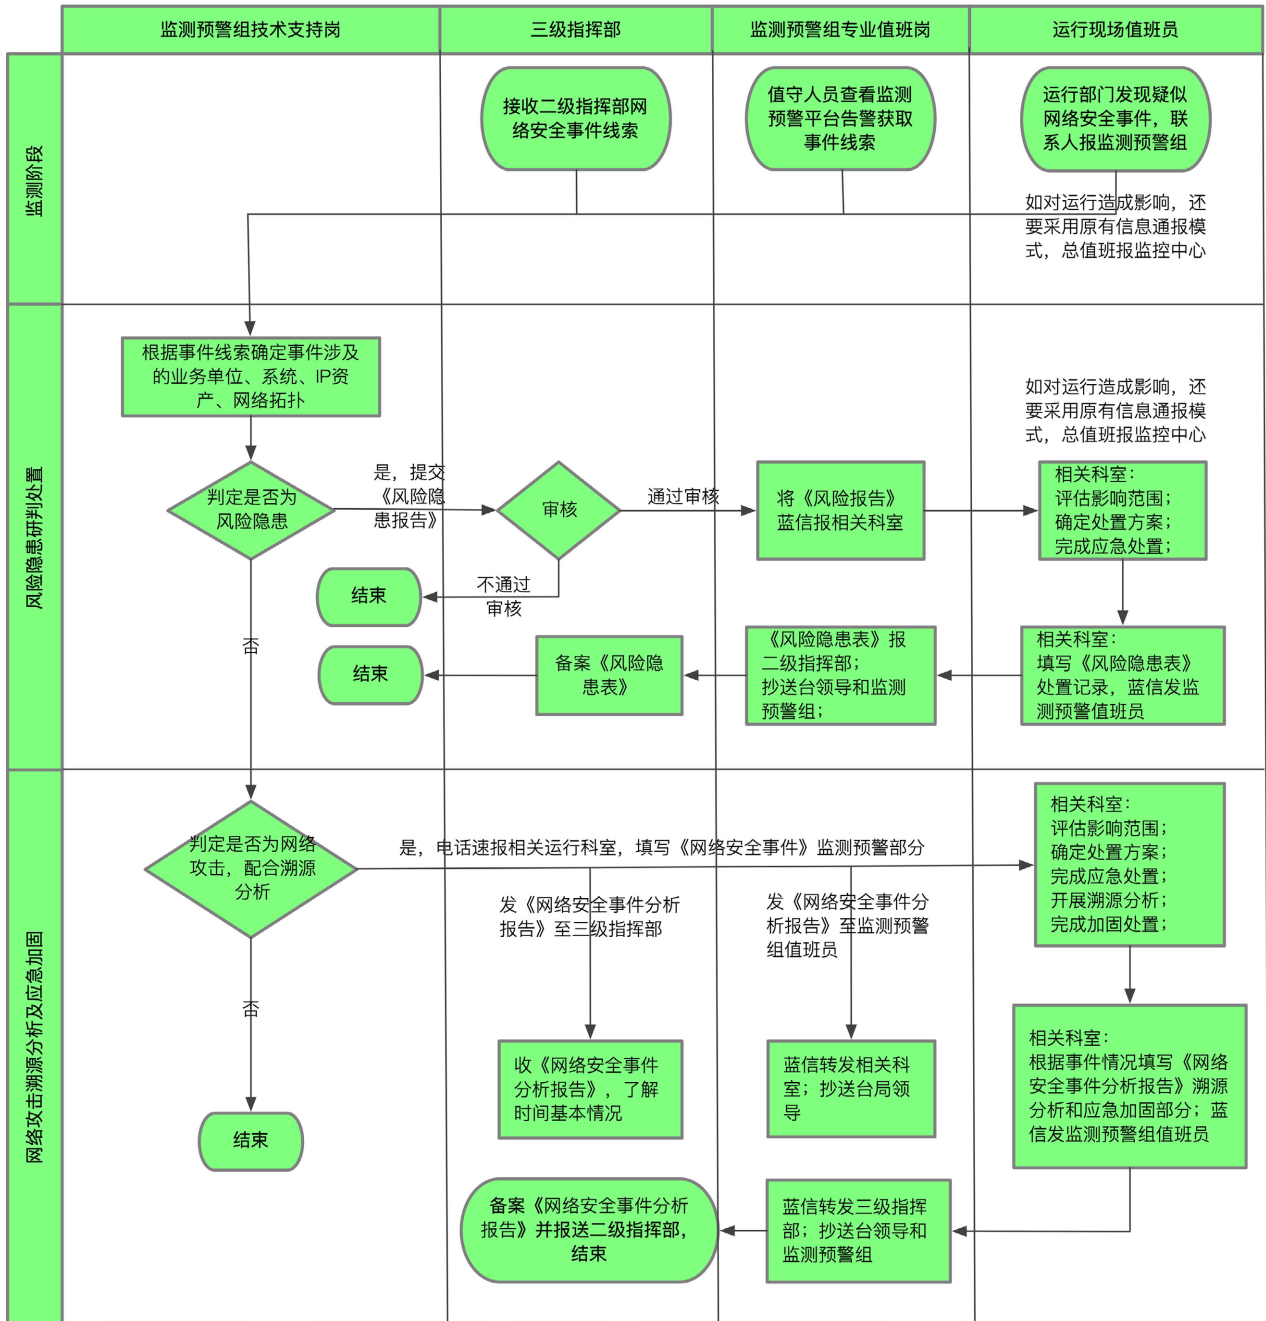 监测预警组技术支持岗
三级指挥部
监测预警组专业值班岗
运行现场值班员
监测阶段
接收二级指挥部网
络安全事件线索
值守人员查看监测
预警平台告警获取
事件线索
运行部门发现疑似
网络安全事件，联
系人报监测预警组
如对运行造成影响，还
要采用原有信息通报模
式，总值班报监控中心
风险隐患研判处置
根据事件线索确定事件涉及
的业务单位、系统、IP资
产、网络拓扑
如对运行造成影响，还
要采用原有信息通报模
式，总值班报监控中心
判定是否为
风险隐患
是，提交
《风险隐
患报告》
审核
通过审核
将《风险报告》
蓝信报相关科室
相关科室：
评估影响范围；
确定处置方案；
完成应急处置；
不通过
审核
结束
否
相关科室：
填写《风险隐患表》
处置记录，蓝信发监
测预警值班员
《风险隐患表》报
二级指挥部；
抄送台领导和监测
预警组；
备案《风险隐
患表》
结束
网络攻击溯源分析及应急加固
判定是否为网络
攻击，配合溯源
分析
是，电话速报相关运行科室，填写《网络安全事件》监测预警部分
相关科室：
评估影响范围；
确定处置方案；
完成应急处置；
开展溯源分析；
完成加固处置；
发《网络安全事件分析
报告》至三级指挥部
发《网络安全事件分
析报告》至监测预警
组值班员
否
收《网络安全事件
分析报告》，了解
时间基本情况
蓝信转发相关科
室；抄送台局领
导
相关科室：
根据事件情况填写《网络
安全事件分析报告》溯源
分析和应急加固部分；蓝
信发监测预警组值班员
结束
备案《网络安全事件分析
报告》并报送二级指挥部，
结束
蓝信转发三级指挥
部；抄送台领导和
监测预警组